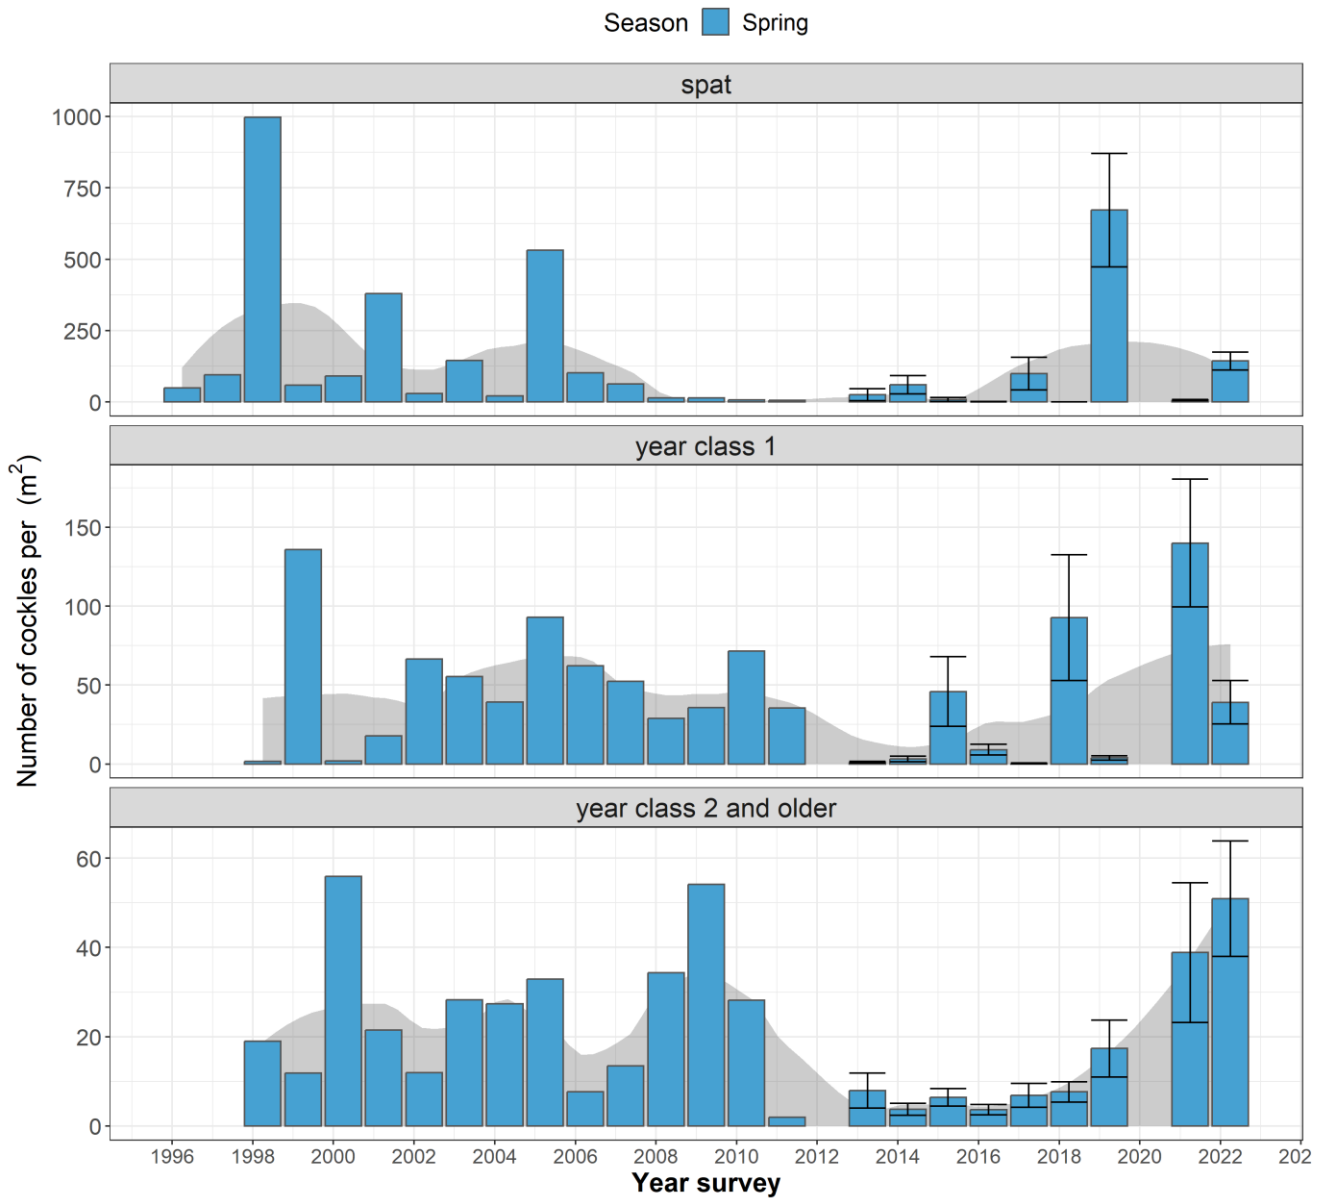 Season Spring
spat
1000
750
500
250
0
year class 1
150
100
50
0
year class 2 and older
60
40
20
0
Number of cockles per (m²)
1996 1998 2000 2002 2004 2006 2008 2010 2012 2014 2016 2018 2020 2022 202
Year survey